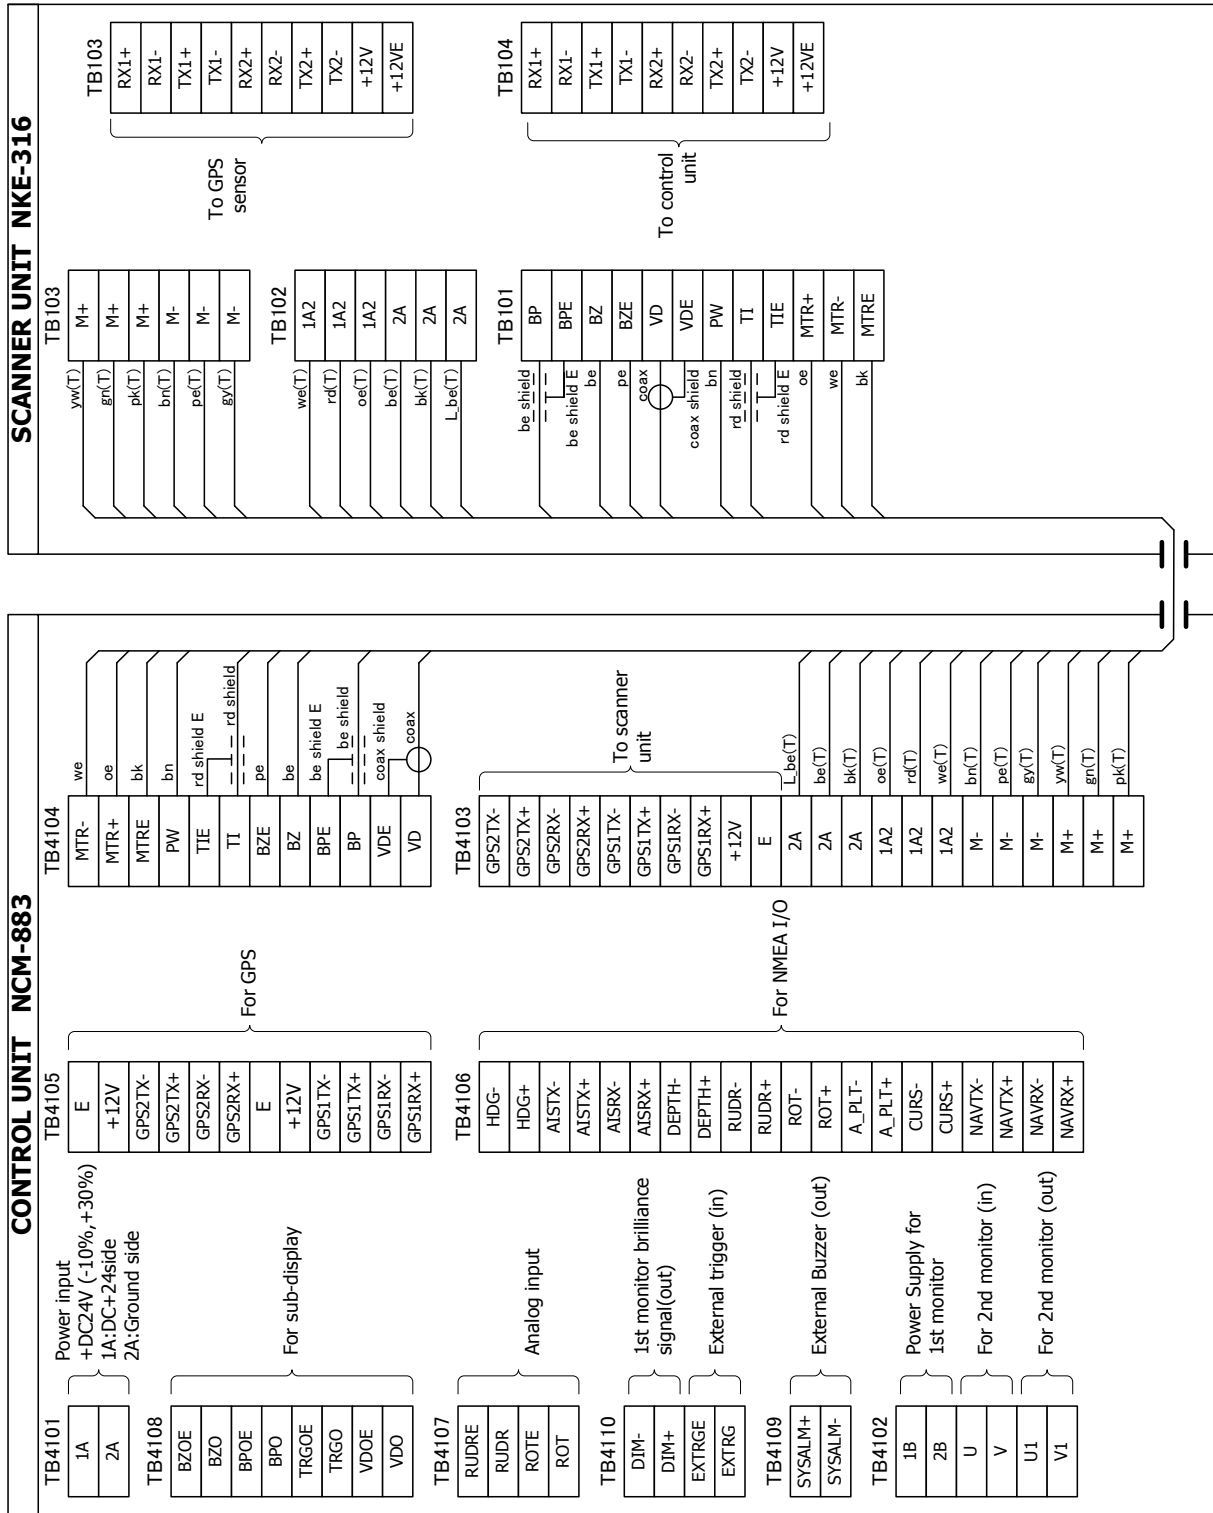 SCANNER UNIT NKE-316
TB103
RX1+
RX1-
TX1+
TX1-
RX2+
RX2-
TX2+
TX2-
+12V
+12VE
To GPS
sensor
TB104
RX1+
RX1-
TX1+
TX1-
RX2+
RX2-
TX2+
TX2-
+12V
+12VE
To control
unit
TB103
M+
M+
M+
M-
M-
M-
yw(T)
gn(T)
pk(T)
bn(T)
pe(T)
gy(T)
TB102
1A2
1A2
1A2
2A
2A
2A
we(T)
rd(T)
oe(T)
be(T)
bk(T)
L_be(T)
TB101
BP
BPE
BZ
BZE
VD
VDE
PW
TI
TIE
MTR+
MTR-
MTRE
be shield
be shield E
be
pe
coax
coax shield
bn
rd shield
rd shield E
oe
we
bk
CONTROL UNIT NCM-883
TB4104
MTR-
MTR+
MTRE
PW
TIE
TI
BZE
BZ
BPE
BP
VDE
VD
we
oe
bk
bn
rd shield E
rd shield
pe
be
be shield E
be shield
coax shield
coax
TB4103
GPS2TX-
GPS2TX+
GPS2RX-
GPS2RX+
GPS1TX-
GPS1TX+
GPS1RX-
GPS1RX+
+12V
E
2A
2A
2A
1A2
1A2
1A2
M-
M-
M-
M+
M+
M+
To scanner
unit
L_be(T)
be(T)
bk(T)
oe(T)
rd(T)
we(T)
bn(T)
pe(T)
gy(T)
yw(T)
gn(T)
pk(T)
TB4105
E
+12V
GPS2TX-
GPS2TX+
GPS2RX-
GPS2RX+
E
+12V
GPS1TX-
GPS1TX+
GPS1RX-
GPS1RX+
For GPS
TB4106
HDG-
HDG+
AISTX-
AISTX+
AISRX-
AISRX+
DEPTH-
DEPTH+
RUDR-
RUDR+
ROT-
ROT+
A_PLT-
A_PLT+
CURS-
CURS+
NAVTX-
NAVTX+
NAVRX-
NAVRX+
For NMEA I/O
TB4101
1A
2A
Power input
+DC24V (-10%,+30%)
1A:DC+24side
2A:Ground side
TB4108
BZOE
BZO
BPOE
BPO
TRGOE
TRGO
VDOE
VDO
For sub-display
TB4107
RUDRE
RUDR
ROTE
ROT
Analog input
TB4110
DIM-
DIM+
EXTRGE
EXTRG
1st monitor brilliance
signal(out)
External trigger (in)
TB4109
SYSALM+
SYSALM-
External Buzzer (out)
TB4102
1B
2B
U
V
U1
V1
Power Supply for
1st monitor
For 2nd monitor (in)
For 2nd monitor (out)